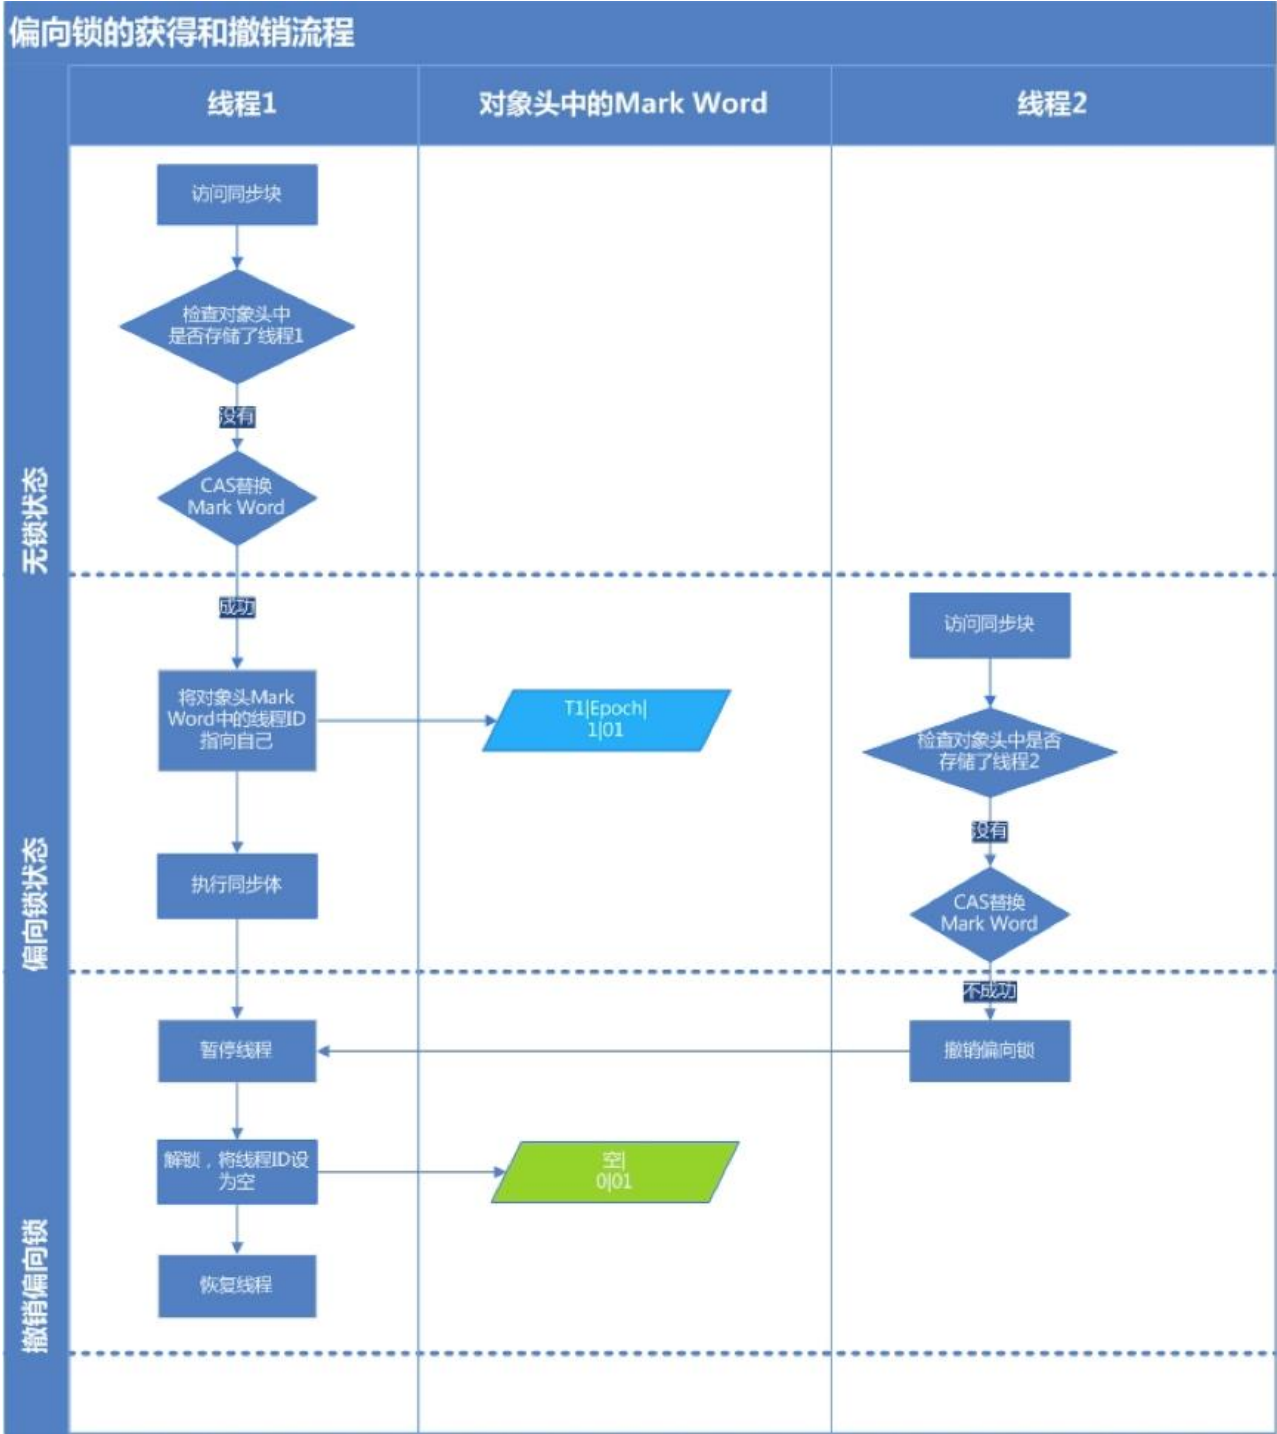 偏向锁的获得和撤销流程
线程1
对象头中的Mark Word
线程2
无锁状态
访问同步块
检查对象头中
是否存储了线程1
没有
CAS替换
Mark Word
偏向锁状态
成功
将对象头Mark
Word中的线程ID
指向自己
T1|Epoch|
1|01
执行同步体
访问同步块
检查对象头中是否
存储了线程2
没有
CAS替换
Mark Word
撤销偏向锁
不成功
撤销偏向锁
暂停线程
解锁，将线程ID设
为空
空|
0|01
恢复线程